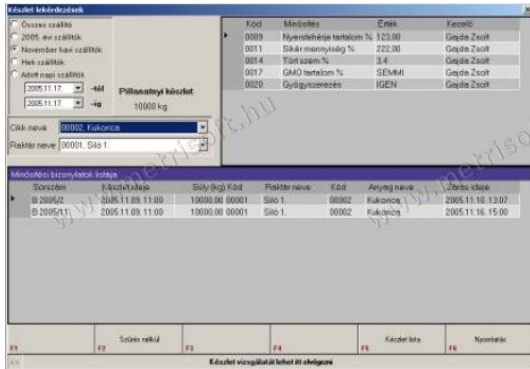 Készlet lekérdezések
Összes szállító
2005. évi szállítók
November havi szállítók
Heti szállítók
Adott napi szállítók
2005.11.17. -tól
2005.11.17. -ig
Pillanatnyi készlet
10000 kg
Cikk neve 00002, Kukorica
Raktár neve 00001, Siló 1.
Kód Minősítés Érték Kezelő
0009 Nyersfehérje tartalom % 123,00 Gajda Zsolt
0011 Sikér mennyiség % 222,00 Gajda Zsolt
0014 Tört szem % 3,4 Gajda Zsolt
0017 GMO tartalom % SEMMI Gajda Zsolt
0020 Gyógyszerezés IGEN Gajda Zsolt
www.metrisoft.hu
Minősítési bizonylatok listája
Sorszám Készlet ideje Súly (kg) Kód Raktár neve Kód Anyag neve Zárás ideje
B 2005/2 2005.11.09. 11:00 10000,00 00001 Siló 1. 00002 Kukorica 2005.11.10. 13:07
B 2005/11 2005.11.09. 11:00 10000,00 00001 Siló 1. 00002 Kukorica 2005.11.16. 15:00
F1 F2 Szűrés nélkül F3 F4 F5 Készlet lista F6 Nyomtatás
Készlet vizsgálatát lehet itt elvégezni